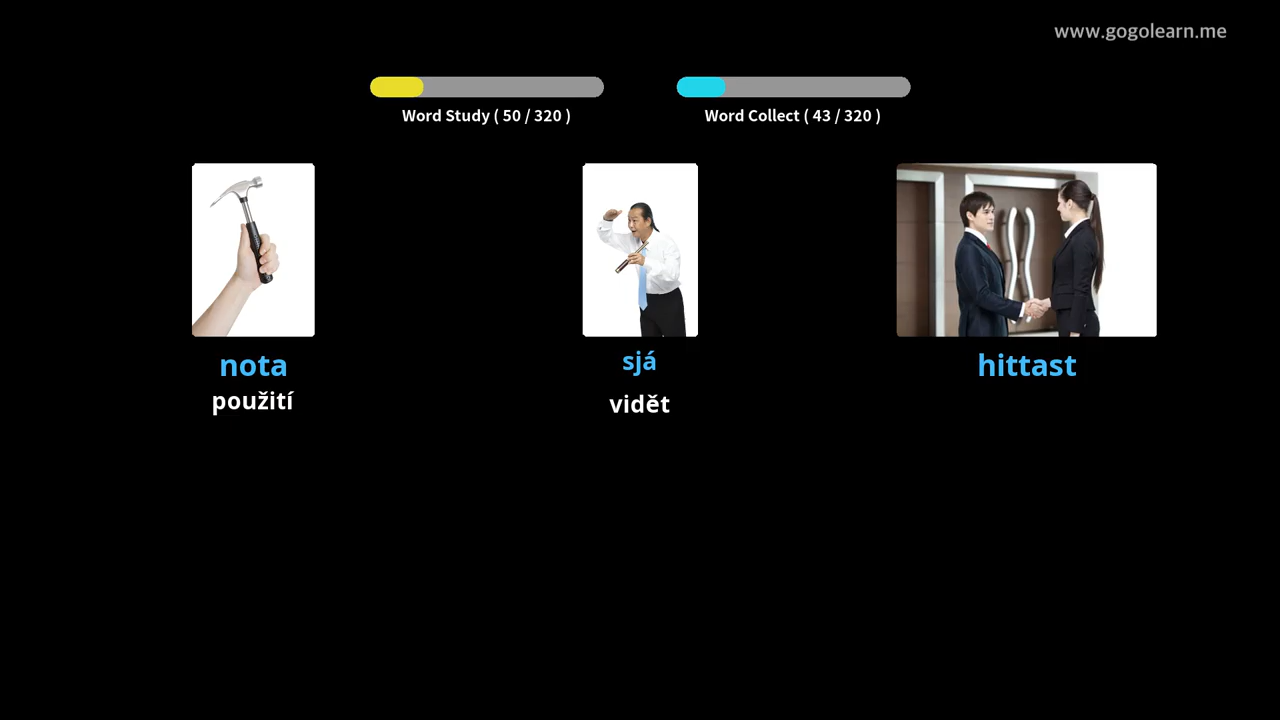 www.gogolearn.me
Word Study ( 50 / 320 )
Word Collect ( 43 / 320 )
nota
použití
sjá
vidět
hittast